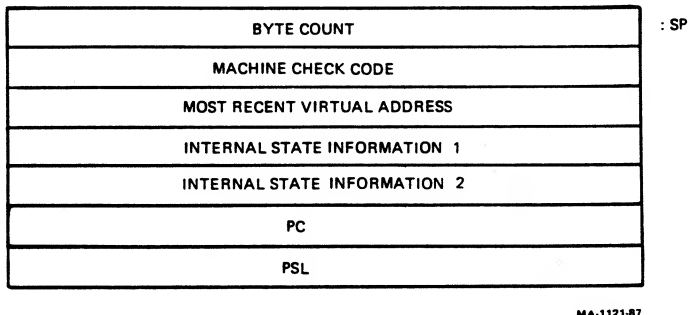 BYTE COUNT : SP
MACHINE CHECK CODE
MOST RECENT VIRTUAL ADDRESS
INTERNAL STATE INFORMATION 1
INTERNAL STATE INFORMATION 2
PC
PSL
MA-1121-87